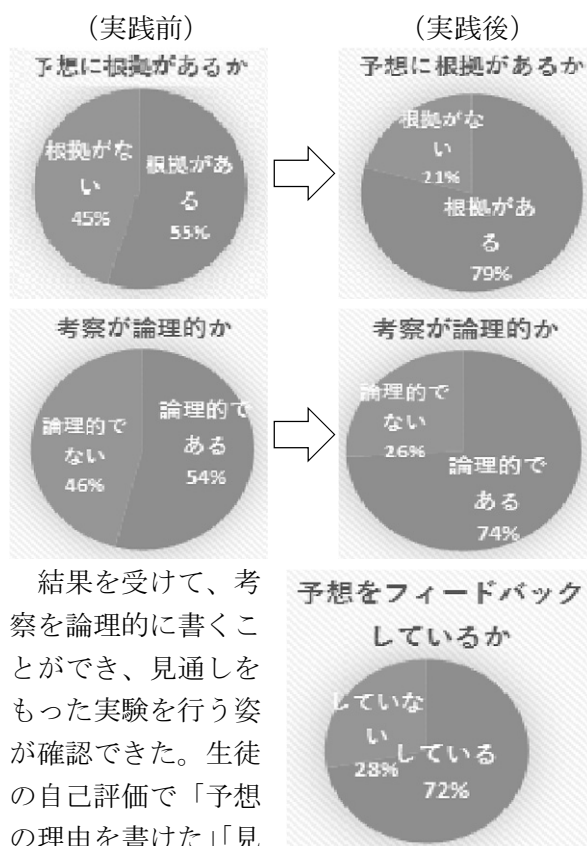 （実践前）
（実践後）
予想に根拠があるか
根拠がな
い
45%
根拠があ
る
55%
予想に根拠があるか
根拠がな
い
21%
根拠があ
る
79%
考察が論理的か
論理的で
ない
46%
論理的で
ある
54%
考察が論理的か
論理的で
ない
26%
論理的で
ある
74%
結果を受けて、考
察を論理的に書くこ
とができ、見通しを
もった実験を行う姿
が確認できた。生徒
の自己評価で「予想
の理由を書けた」「見
予想をフィードバック
しているか
していな
い
28%
している
72%